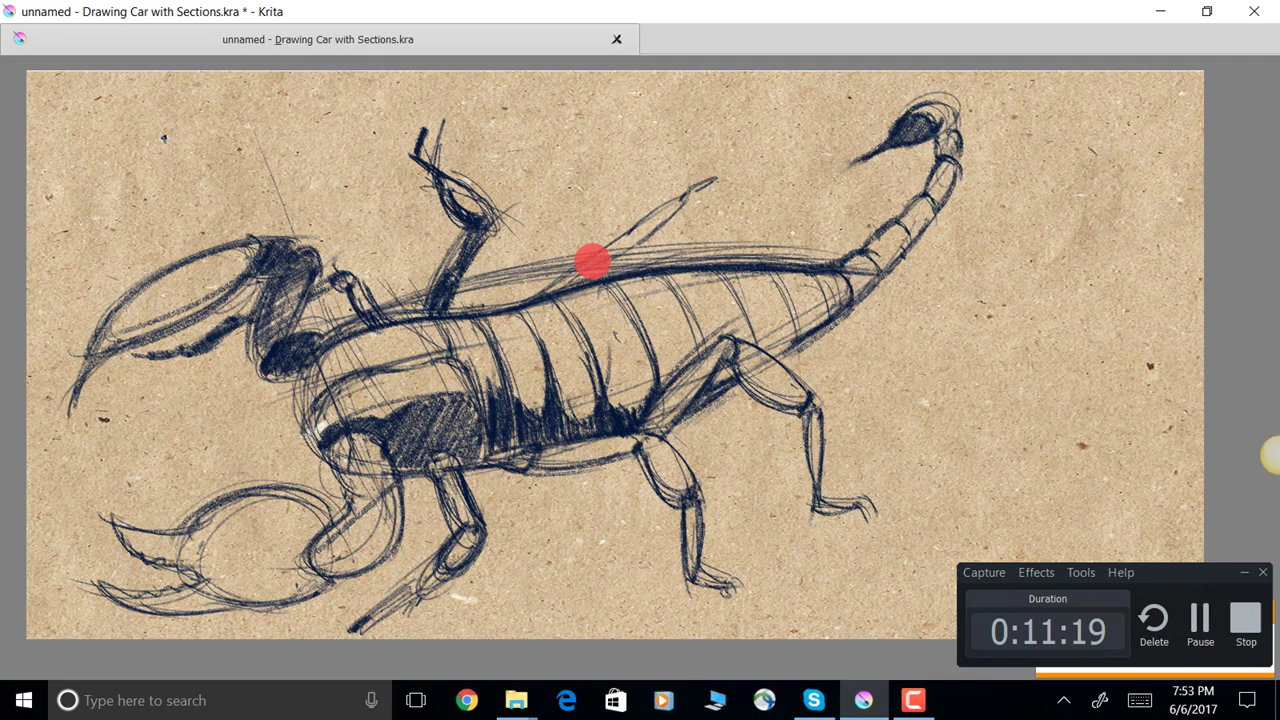 unnamed - Drawing Car with Sections.kra * - Krita
unnamed - Drawing Car with Sections.kra
Capture Effects Tools Help
Duration
0:11:19
Delete Pause Stop
Type here to search
7:53 PM
6/6/2017